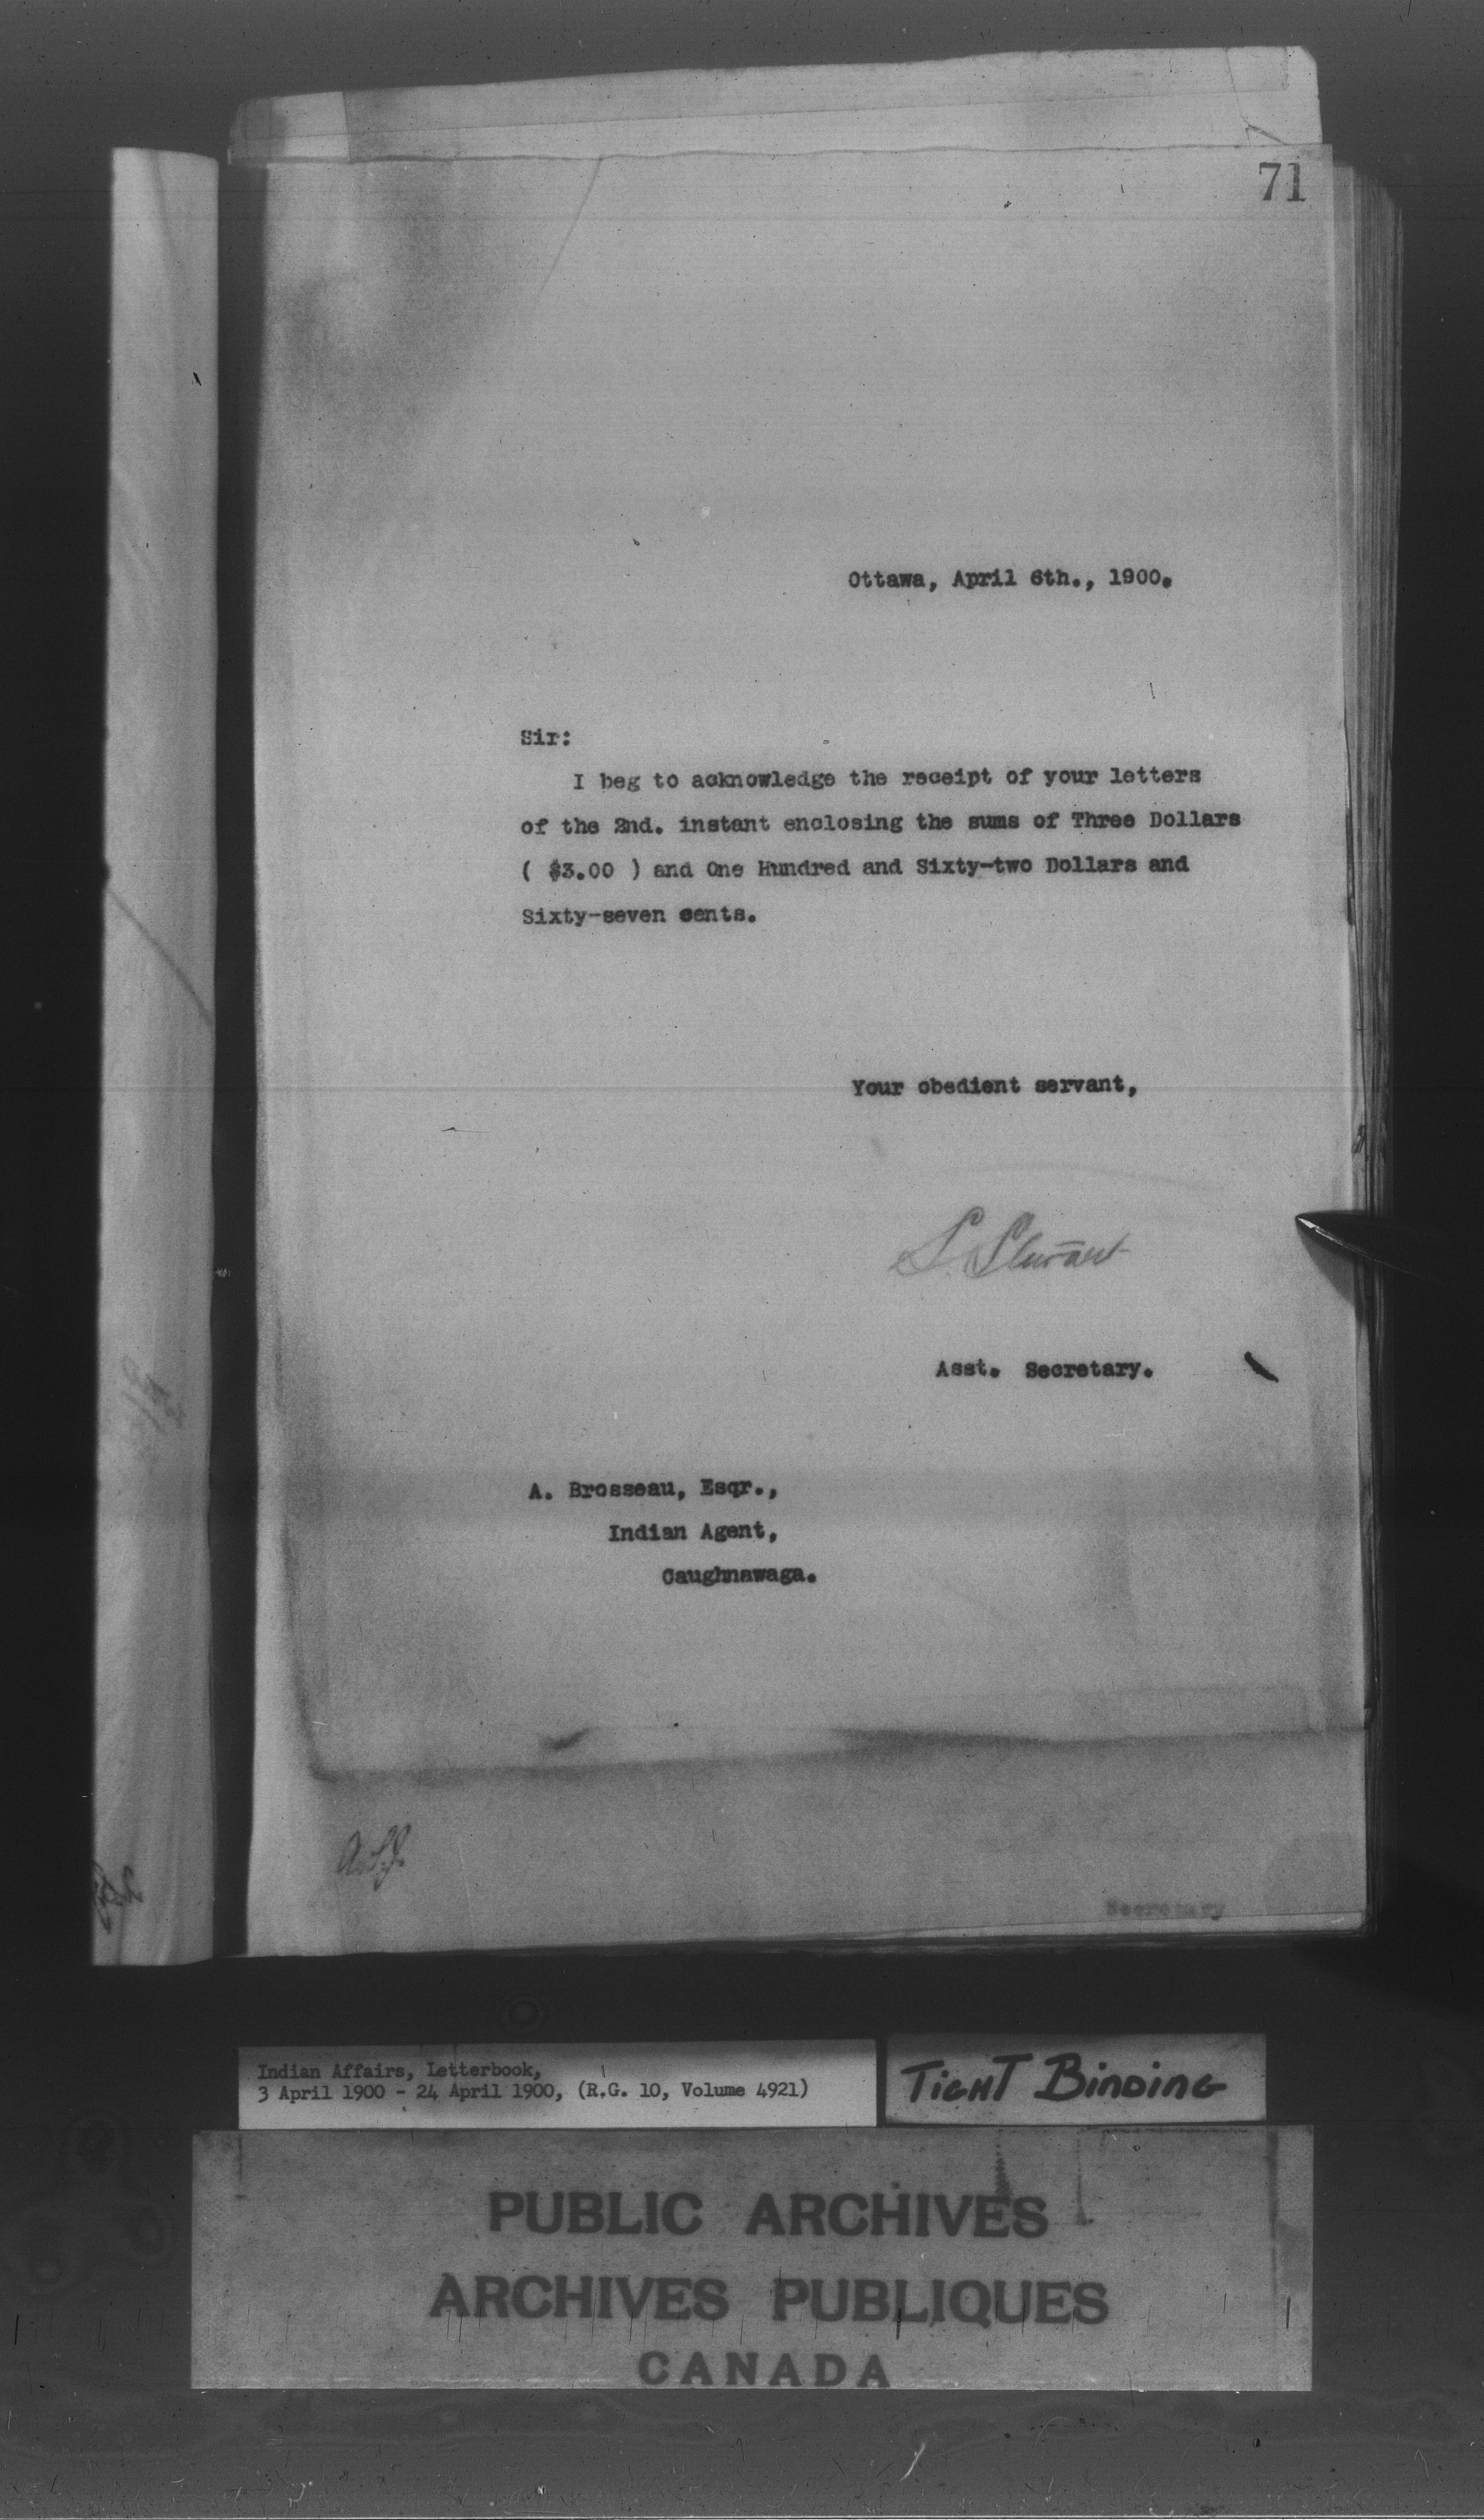 71
Ottawa, April 6th., 1900.
Sir:
I beg to acknowledge the receipt of your letters
of the 2nd. instant enclosing the sums of Three Dollars
( $3.00 ) and One Hundred and Sixty-two Dollars and
Sixty-seven cents.
Your obedient servant,
S. Stewart
Asst. Secretary.
A. Brosseau, Esqr.,
Indian Agent,
Caughnawaga.
Secretary
Indian Affairs, Letterbook,
3 April 1900 - 24 April 1900, (R.G. 10, Volume 4921)
TIGHT BINDING
PUBLIC ARCHIVES
ARCHIVES PUBLIQUES
CANADA